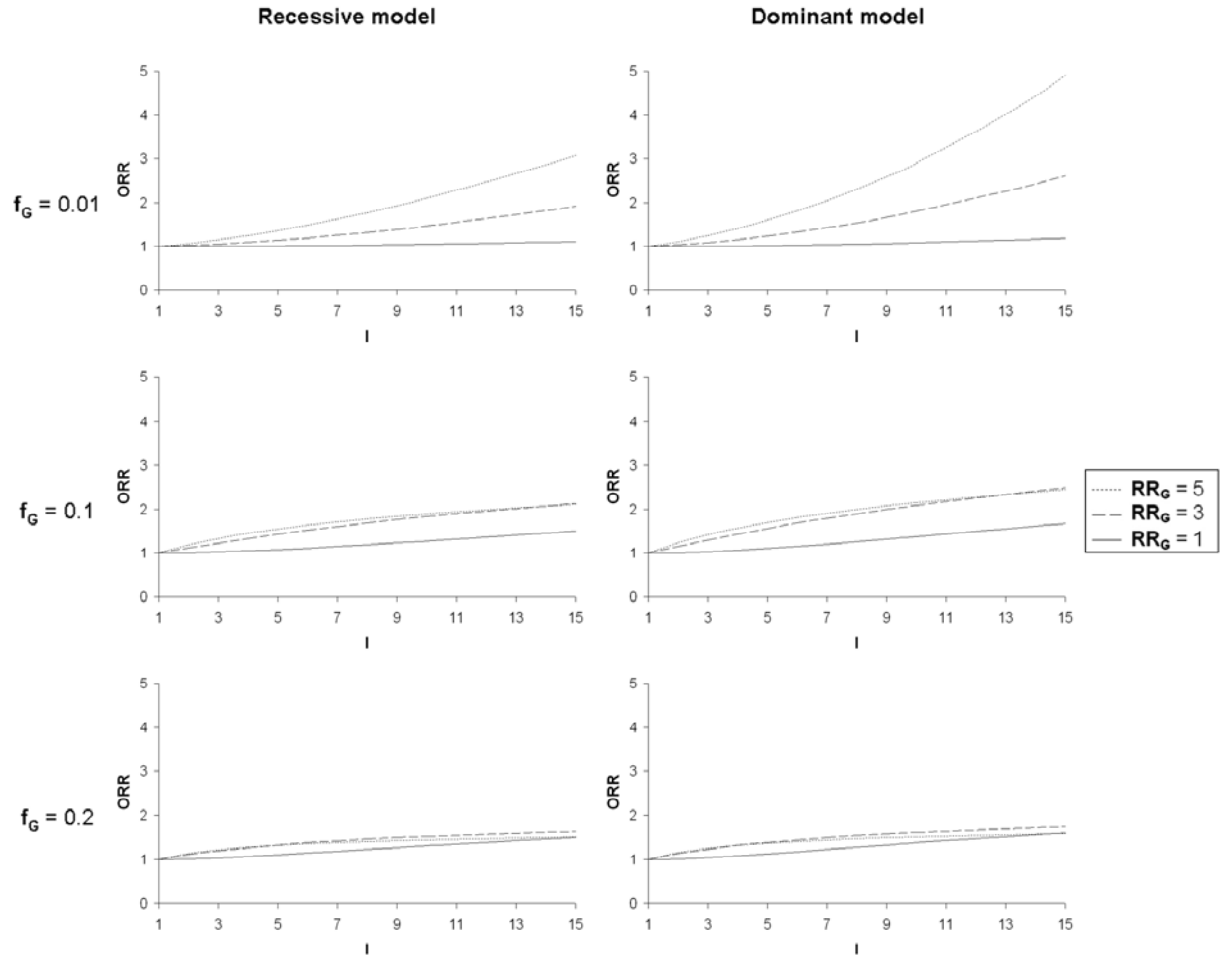 Recessive model
Dominant model
f_G = 0.01
ORR
5
4
3
2
1
0
1 3 5 7 9 11 13 15
I
ORR
5
4
3
2
1
0
1 3 5 7 9 11 13 15
I
f_G = 0.1
ORR
5
4
3
2
1
0
1 3 5 7 9 11 13 15
I
ORR
5
4
3
2
1
0
1 3 5 7 9 11 13 15
I
RR_G = 5
RR_G = 3
RR_G = 1
f_G = 0.2
ORR
5
4
3
2
1
0
1 3 5 7 9 11 13 15
I
ORR
5
4
3
2
1
0
1 3 5 7 9 11 13 15
I